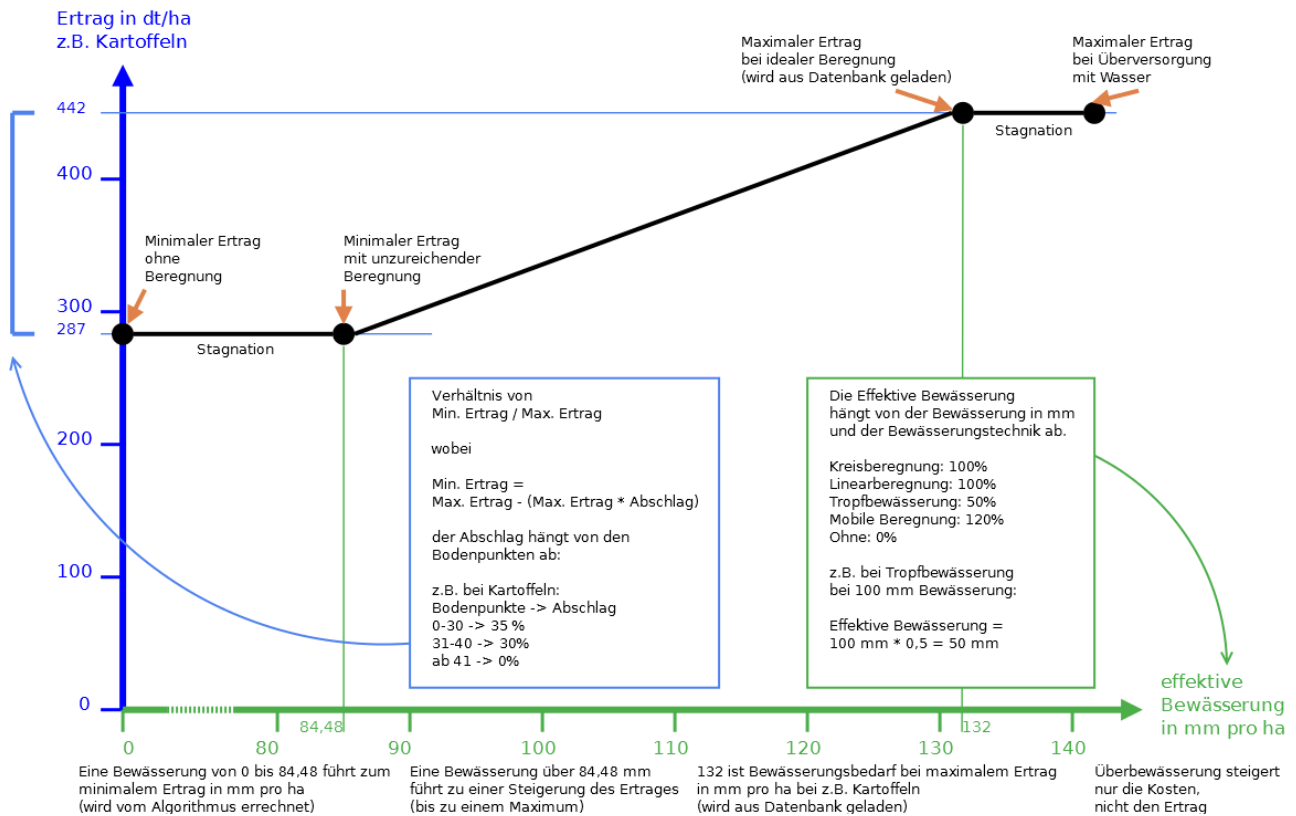 Ertrag in dt/ha
z.B. Kartoffeln
442
400
300
287
200
100
0
Minimaler Ertrag
ohne
Beregnung
Minimaler Ertrag
mit unzureichender
Beregnung
Stagnation
Maximaler Ertrag
bei idealer Beregnung
(wird aus Datenbank geladen)
Maximaler Ertrag
bei Überversorgung
mit Wasser
Stagnation
Verhältnis von
Min. Ertrag / Max. Ertrag
wobei
Min. Ertrag =
Max. Ertrag - (Max. Ertrag * Abschlag)
der Abschlag hängt von den
Bodenpunkten ab:
z.B. bei Kartoffeln:
Bodenpunkte -> Abschlag
0-30 -> 35 %
31-40 -> 30%
ab 41 -> 0%
Die Effektive Bewässerung
hängt von der Bewässerung in mm
und der Bewässerungstechnik ab.
Kreisberegnung: 100%
Linearberegnung: 100%
Tropfbewässerung: 50%
Mobile Beregnung: 120%
Ohne: 0%
z.B. bei Tropfbewässerung
bei 100 mm Bewässerung:
Effektive Bewässerung =
100 mm * 0,5 = 50 mm
effektive
Bewässerung
in mm pro ha
84,48
132
0
80
90
100
110
120
130
140
Eine Bewässerung von 0 bis 84,48 führt zum
minimalem Ertrag in mm pro ha
(wird vom Algorithmus errechnet)
Eine Bewässerung über 84,48 mm
führt zu einer Steigerung des Ertrages
(bis zu einem Maximum)
132 ist Bewässerungsbedarf bei maximalem Ertrag
in mm pro ha bei z.B. Kartoffeln
(wird aus Datenbank geladen)
Überbewässerung steigert
nur die Kosten,
nicht den Ertrag